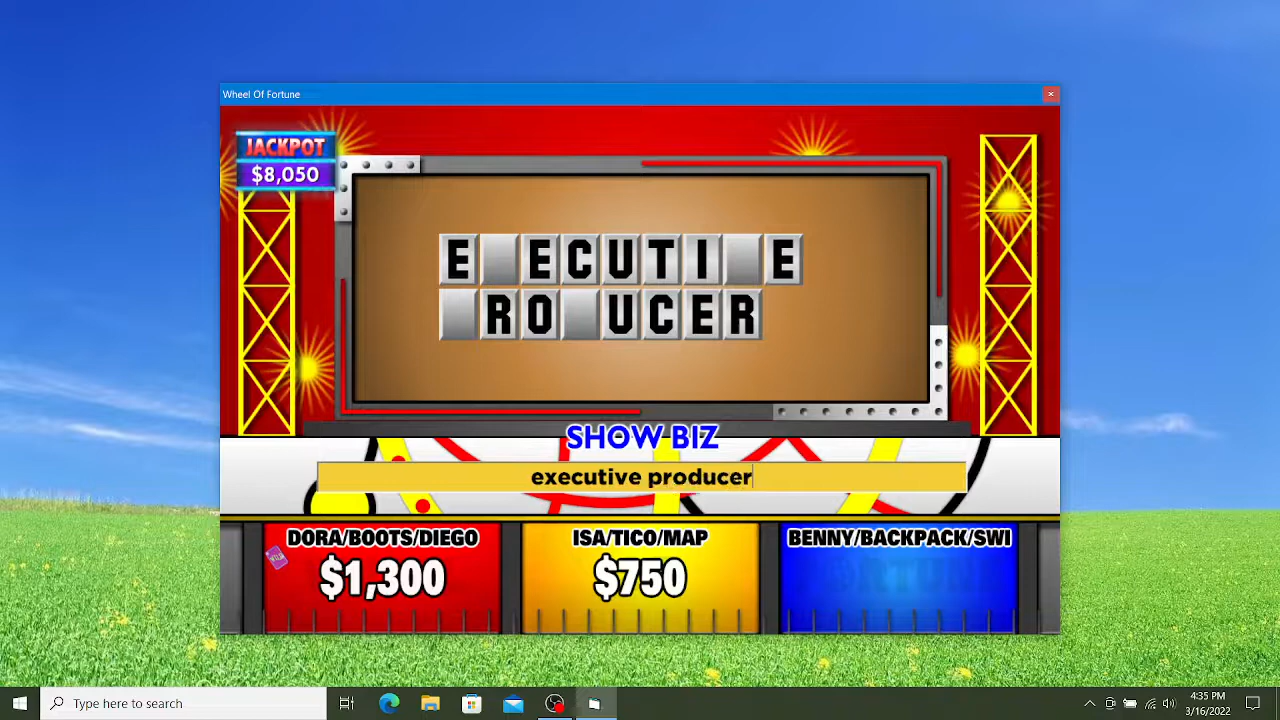 Wheel Of Fortune
JACKPOT
$8,050
E ECUTI E
RO UCER
SHOW BIZ
executive producer
DORA/BOOTS/DIEGO
$1,300
ISA/TICO/MAP
$750
BENNY/BACKPACK/SWI
Type here to search
4:35 PM
3/16/2022